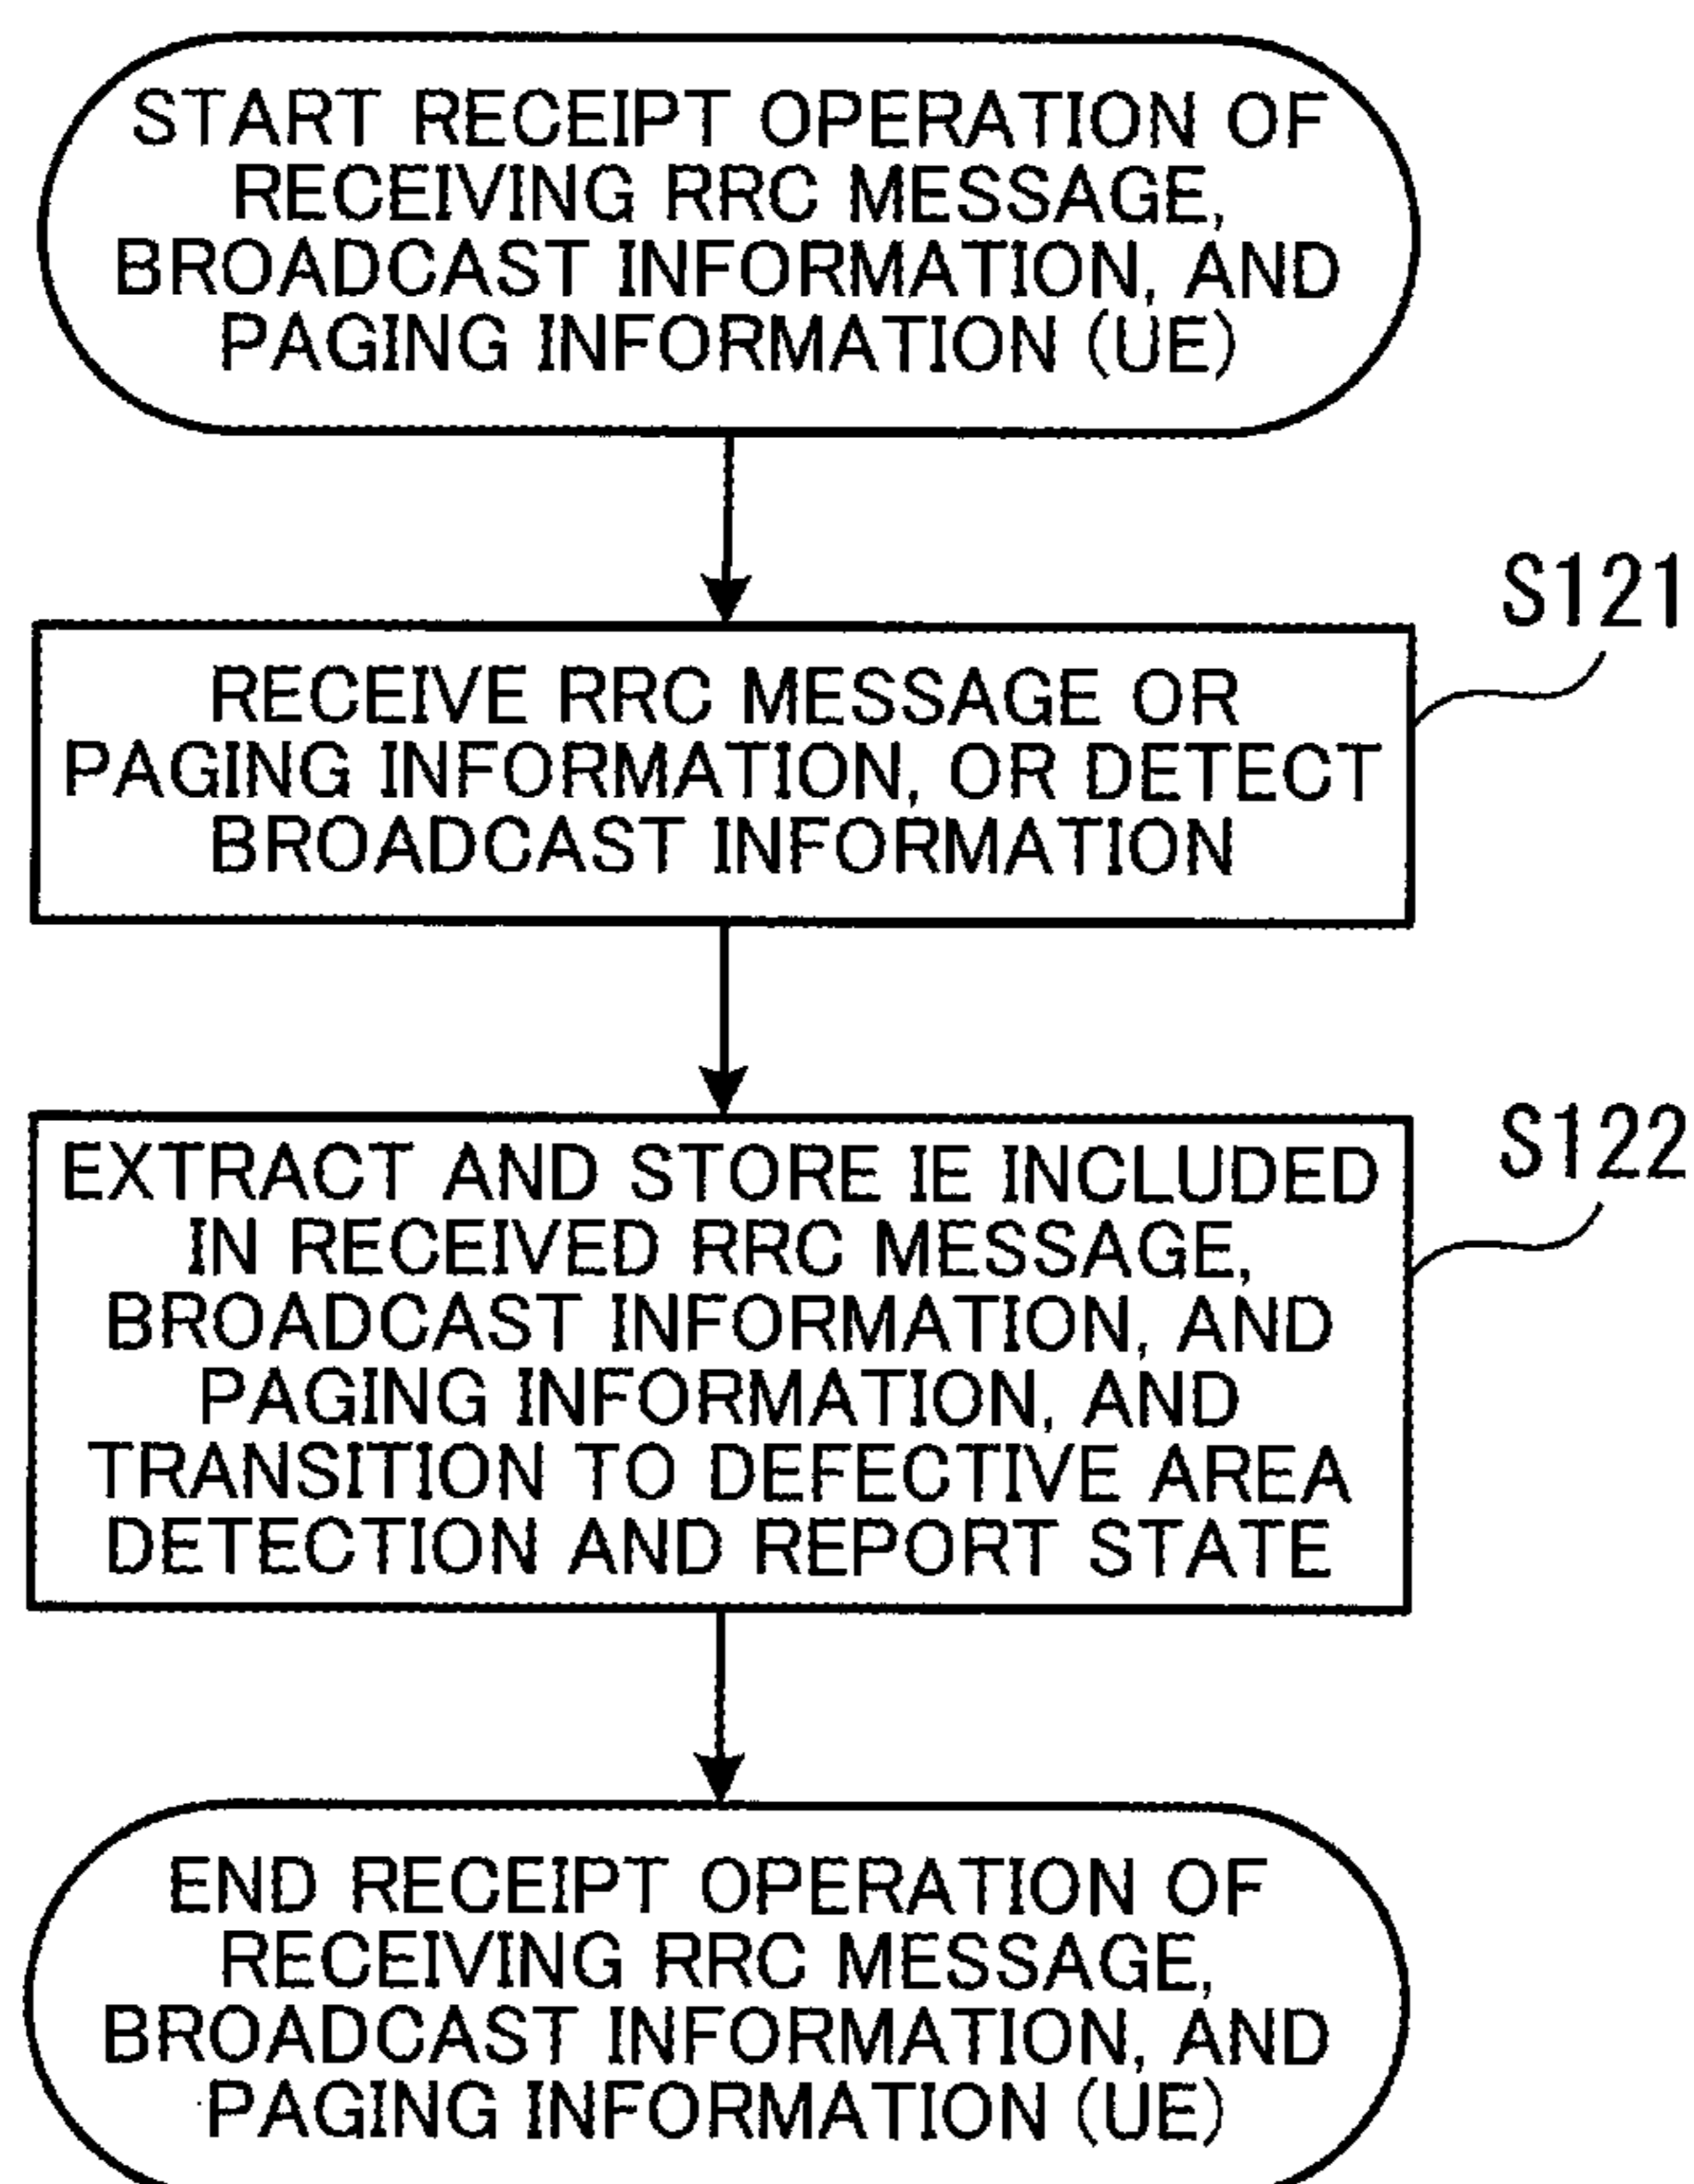 START RECEIPT OPERATION OF
RECEIVING RRC MESSAGE,
BROADCAST INFORMATION, AND
PAGING INFORMATION (UE)
S121
RECEIVE RRC MESSAGE OR
PAGING INFORMATION, OR DETECT
BROADCAST INFORMATION
S122
EXTRACT AND STORE IE INCLUDED
IN RECEIVED RRC MESSAGE,
BROADCAST INFORMATION, AND
PAGING INFORMATION, AND
TRANSITION TO DEFECTIVE AREA
DETECTION AND REPORT STATE
END RECEIPT OPERATION OF
RECEIVING RRC MESSAGE,
BROADCAST INFORMATION, AND
PAGING INFORMATION (UE)